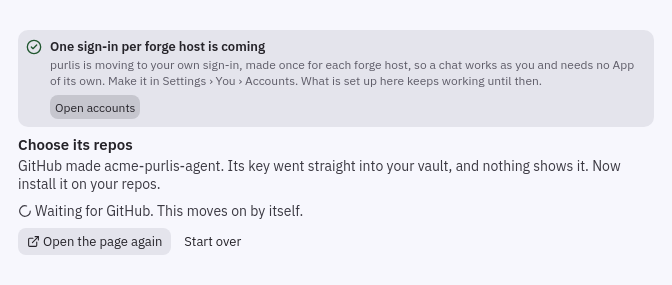 One sign-in per forge host is coming
purlis is moving to your own sign-in, made once for each forge host, so a chat works as you and needs no App
of its own. Make it in Settings › You › Accounts. What is set up here keeps working until then.
Open accounts
Choose its repos
GitHub made acme-purlis-agent. Its key went straight into your vault, and nothing shows it. Now
install it on your repos.
Waiting for GitHub. This moves on by itself.
Open the page again
Start over